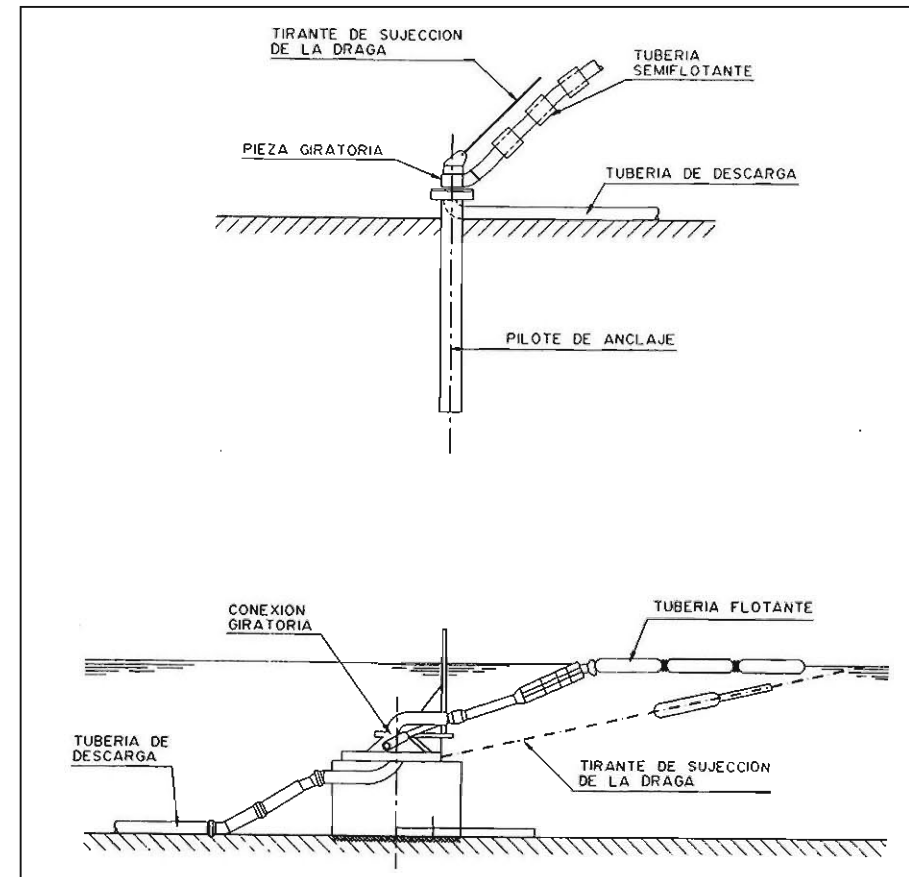 TIRANTE DE SUJECCION
DE LA DRAGA
TUBERIA
SEMIFLOTANTE
PIEZA GIRATORIA
TUBERIA DE DESCARGA
PILOTE DE ANCLAJE
CONEXION
GIRATORIA
TUBERIA FLOTANTE
TUBERIA DE
DESCARGA
TIRANTE DE SUJECCION
DE LA DRAGA